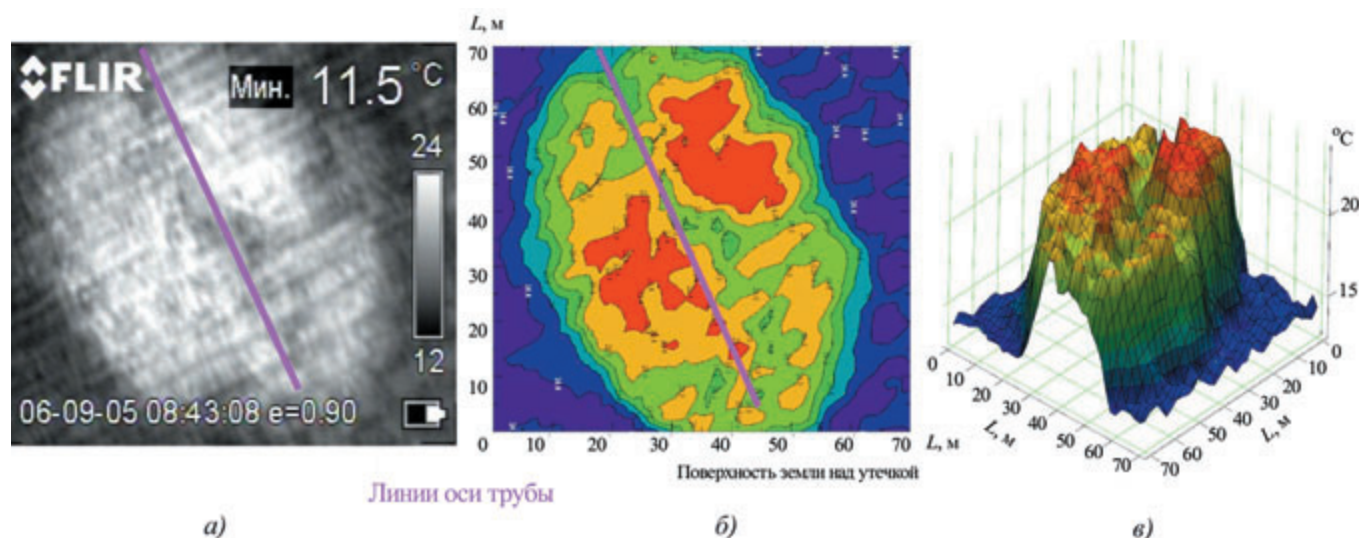 FLIR
Мин. 11.5 °C
24
12
06-09-05 08:43:08 e=0.90
L, м
70
60
50
40
30
20
10
0 10 20 30 40 50 60 70
Поверхность земли над утечкой
°C
20
15
0
10
20
30
40
50
60
70
L, м
L, м
0
10
20
30
40
50
60
70
L, м
Линии оси трубы
а) б) в)